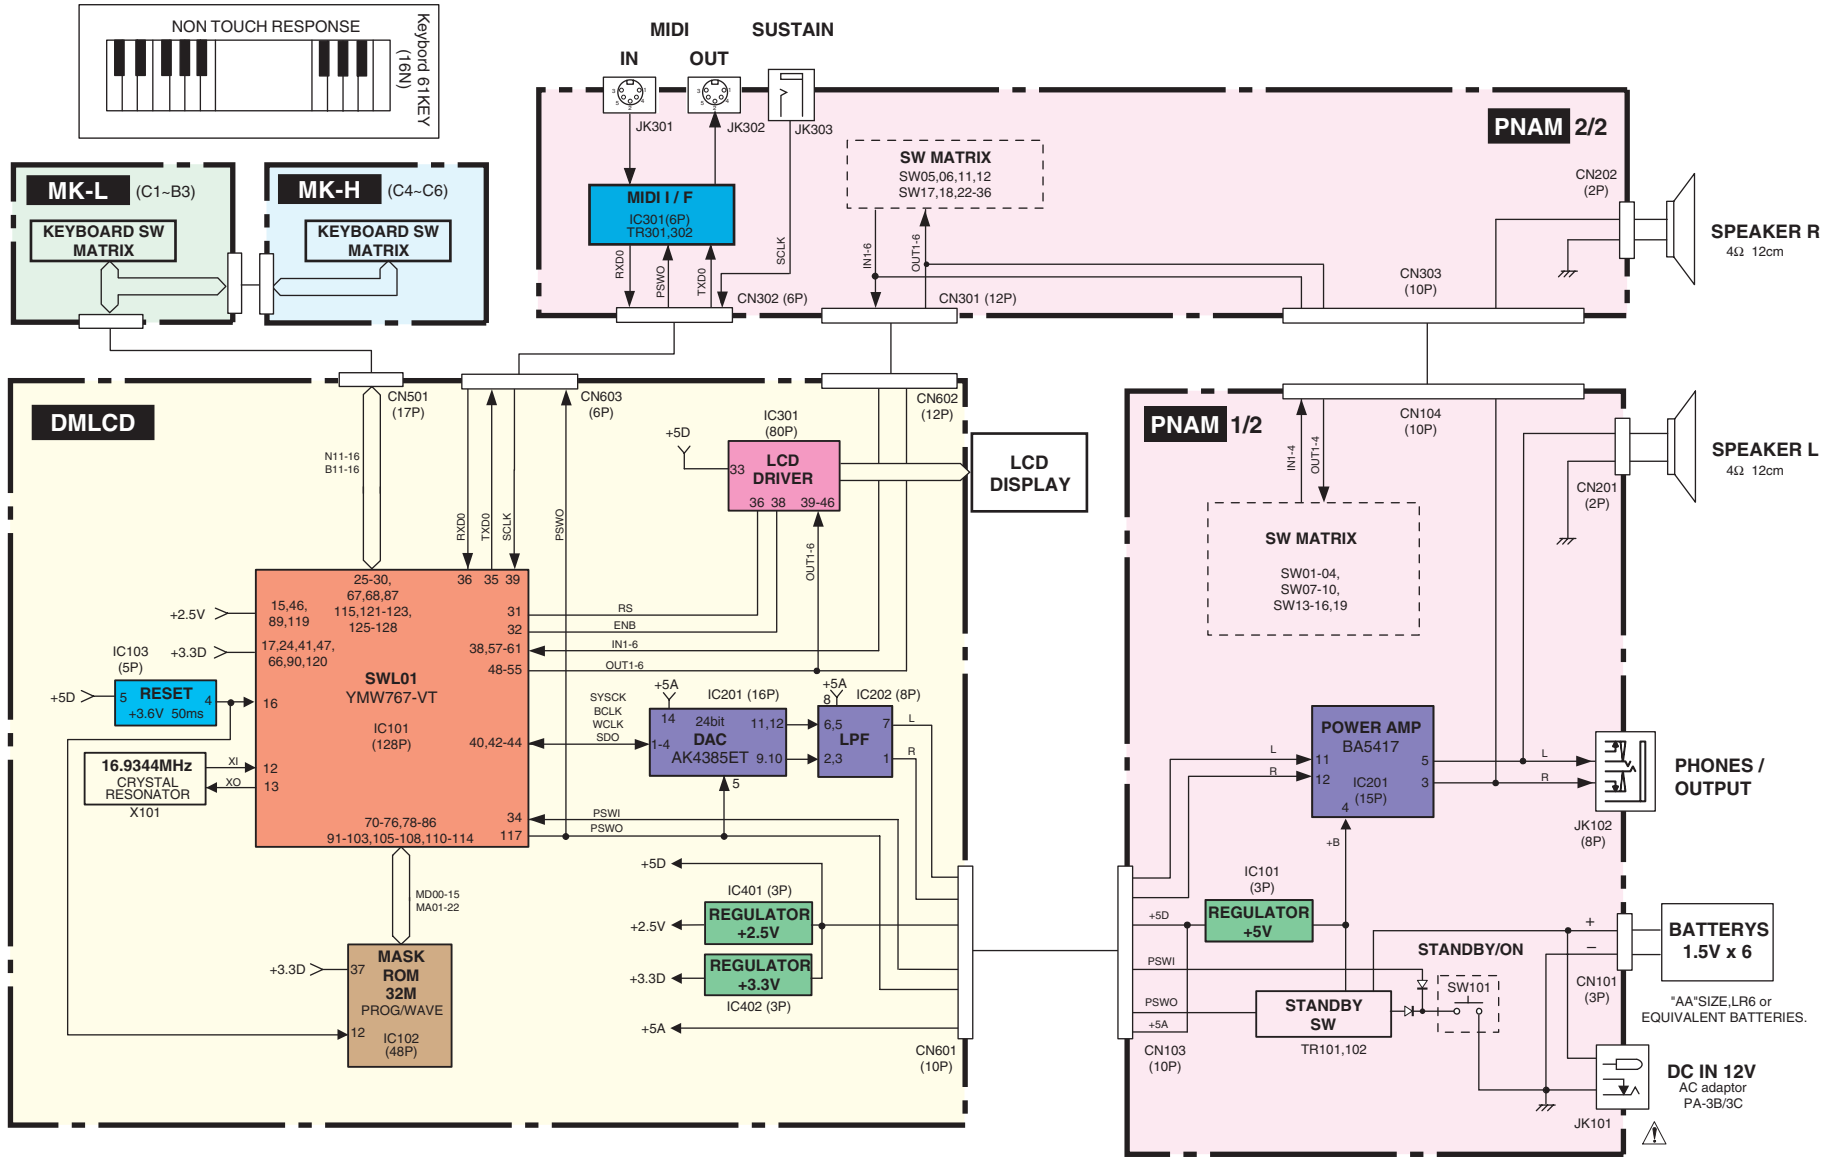 NON TOUCH RESPONSE
Keybord 61KEY
(16N)
MIDI
SUSTAIN
IN
OUT
JK301
JK302
JK303
PNAM 2/2
SW MATRIX
SW05,06,11,12
SW17,18,22-36
MIDI I / F
IC301(6P)
TR301,302
RXD0
PSWO
TXD0
SCLK
IN1-6
OUT1-6
CN302 (6P)
CN301 (12P)
CN303
(10P)
CN202
(2P)
SPEAKER R
4Ω 12cm
MK-L (C1~B3)
KEYBOARD SW
MATRIX
MK-H (C4~C6)
KEYBOARD SW
MATRIX
DMLCD
CN501
(17P)
CN603
(6P)
CN602
(12P)
N11-16
B11-16
RXD0
TXD0
SCLK
PSWO
+5D
IC301
(80P)
LCD
DRIVER
33
36 38 39-46
OUT1-6
LCD
DISPLAY
25-30,
67,68,87
115,121-123,
125-128
36 35 39
15,46,
89,119
17,24,41,47,
66,90,120
+2.5V
+3.3D
IC103
(5P)
+5D
5 RESET 4
+3.6V 50ms
16
16.9344MHz
CRYSTAL
RESONATOR
X101
XI
XO
12
13
SWL01
YMW767-VT
IC101
(128P)
31
32
38,57-61
48-55
40,42-44
34
117
RS
ENB
IN1-6
OUT1-6
SYSCK
BCLK
WCLK
SDO
PSWI
PSWO
70-76,78-86
91-103,105-108,110-114
+5A
IC201 (16P)
14 24bit 11,12
1-4 DAC
AK4385ET 9.10
5
+5A
IC202 (8P)
8
6,5 7
LPF
2,3 1
L
R
MD00-15
MA01-22
+3.3D
37
MASK
ROM
32M
PROG/WAVE
12
IC102
(48P)
+5D
IC401 (3P)
+2.5V
REGULATOR
+2.5V
+3.3D
REGULATOR
+3.3V
IC402 (3P)
+5A
CN601
(10P)
PNAM 1/2
CN104
(10P)
IN1-4
OUT1-4
SW MATRIX
SW01-04,
SW07-10,
SW13-16,19
CN201
(2P)
SPEAKER L
4Ω 12cm
POWER AMP
BA5417
IC201
(15P)
11
12
5
3
4
L
R
L
R
+B
PHONES /
OUTPUT
JK102
(8P)
IC101
(3P)
REGULATOR
+5V
+5D
PSWI
PSWO
+5A
CN103
(10P)
STANDBY
SW
TR101,102
STANDBY/ON
SW101
+
−
CN101
(3P)
BATTERYS
1.5V x 6
"AA"SIZE,LR6 or
EQUIVALENT BATTERIES.
DC IN 12V
AC adaptor
PA-3B/3C
JK101